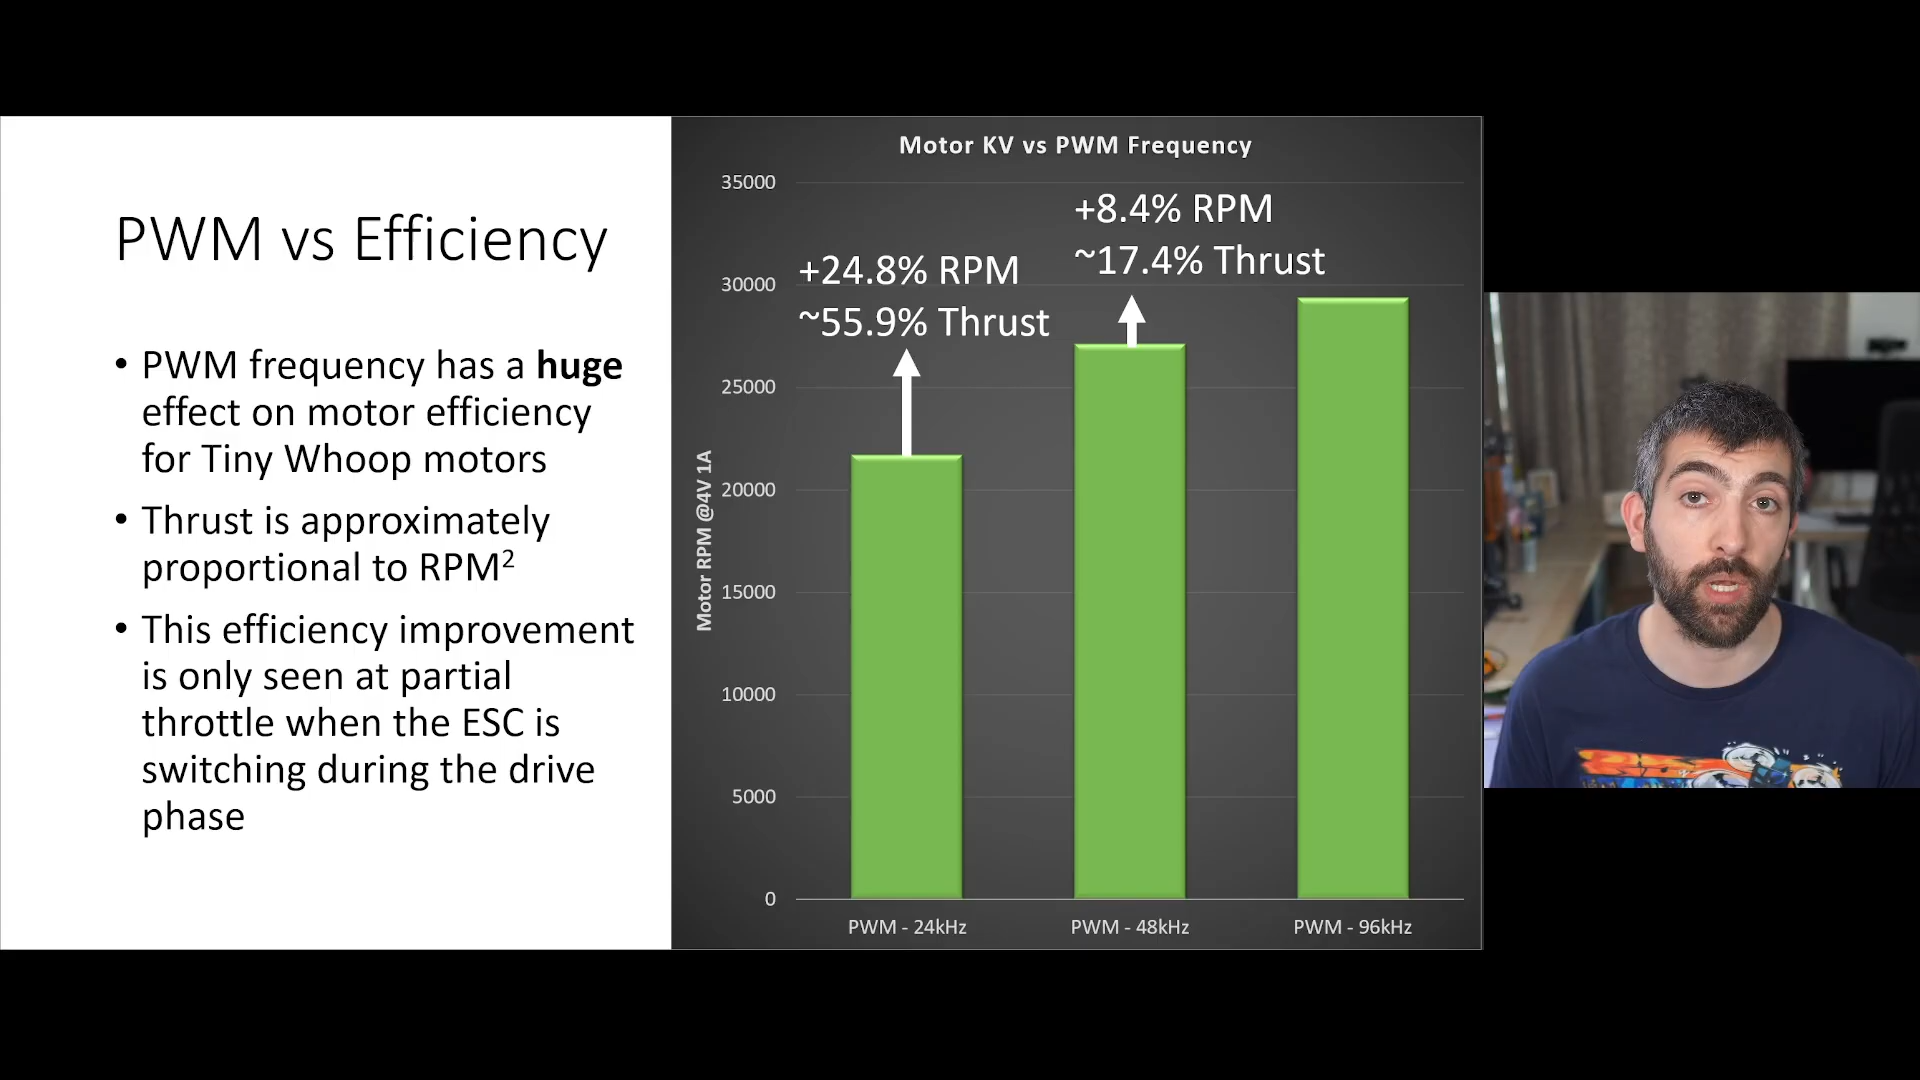 PWM vs Efficiency
• PWM frequency has a huge
effect on motor efficiency
for Tiny Whoop motors
• Thrust is approximately
proportional to RPM²
• This efficiency improvement
is only seen at partial
throttle when the ESC is
switching during the drive
phase
Motor KV vs PWM Frequency
Motor RPM @4V 1A
35000
30000
25000
20000
15000
10000
5000
0
+24.8% RPM
~55.9% Thrust
+8.4% RPM
~17.4% Thrust
PWM - 24kHz
PWM - 48kHz
PWM - 96kHz